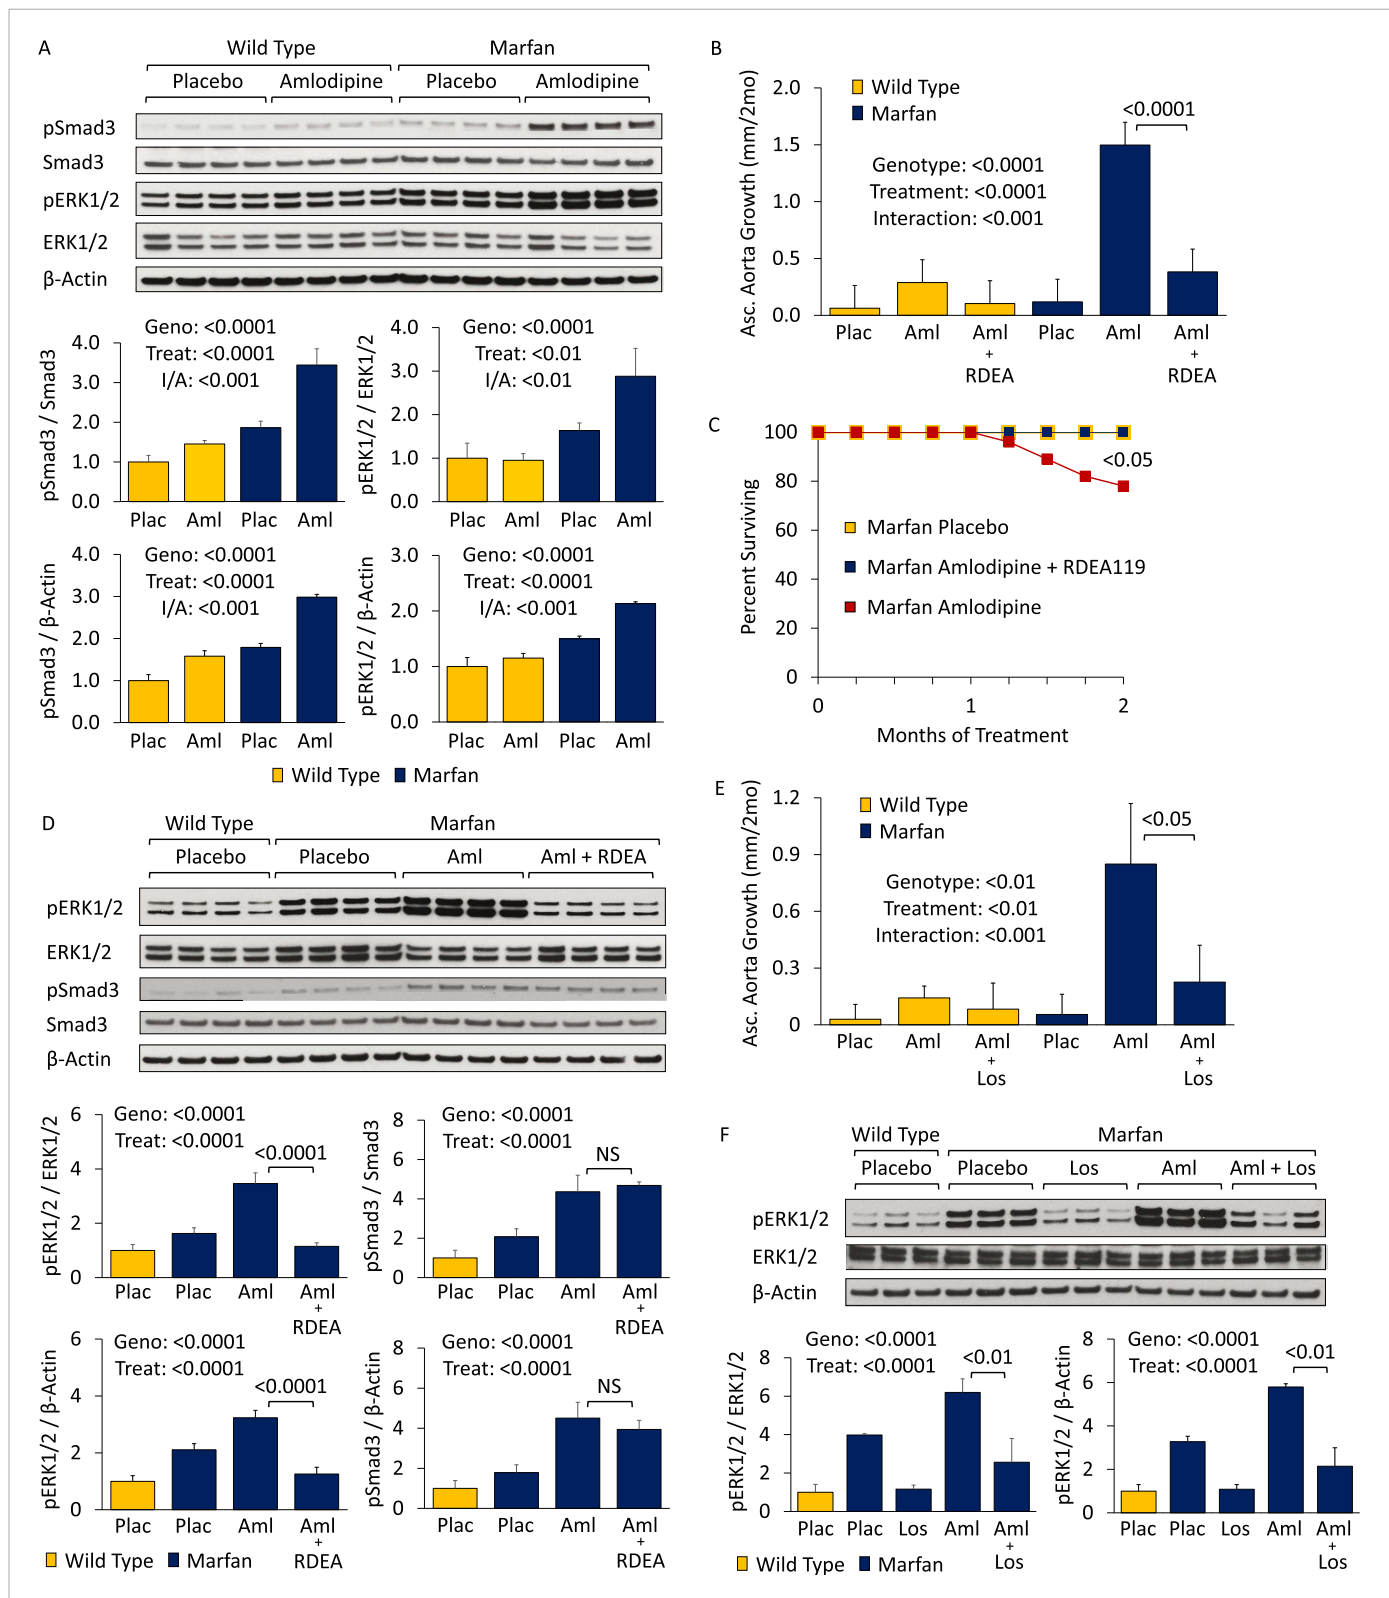 A
Wild Type
Marfan
Placebo
Amlodipine
Placebo
Amlodipine
pSmad3
Smad3
pERK1/2
ERK1/2
β-Actin
pSmad3 / Smad3
4.0
3.0
2.0
1.0
0.0
Geno: <0.0001
Treat: <0.0001
I/A: <0.001
Plac Aml Plac Aml
pERK1/2 / ERK1/2
4.0
3.0
2.0
1.0
0.0
Geno: <0.0001
Treat: <0.01
I/A: <0.01
Plac Aml Plac Aml
pSmad3 / β-Actin
4.0
3.0
2.0
1.0
0.0
Geno: <0.0001
Treat: <0.0001
I/A: <0.001
Plac Aml Plac Aml
pERK1/2 / β-Actin
3.0
2.0
1.0
0.0
Geno: <0.0001
Treat: <0.0001
I/A: <0.001
Plac Aml Plac Aml
Wild Type Marfan
B
Asc. Aorta Growth (mm/2mo)
2.0
1.5
1.0
0.5
0.0
Wild Type
Marfan
Genotype: <0.0001
Treatment: <0.0001
Interaction: <0.001
<0.0001
Plac Aml Aml + RDEA Plac Aml Aml + RDEA
C
Percent Surviving
100
80
60
40
20
0
<0.05
Marfan Placebo
Marfan Amlodipine + RDEA119
Marfan Amlodipine
0 1 2
Months of Treatment
D
Wild Type
Marfan
Placebo
Placebo
Aml
Aml + RDEA
pERK1/2
ERK1/2
pSmad3
Smad3
β-Actin
pERK1/2 / ERK1/2
6
4
2
0
Geno: <0.0001
Treat: <0.0001
<0.0001
Plac Plac Aml Aml + RDEA
pSmad3 / Smad3
8
6
4
2
0
Geno: <0.0001
Treat: <0.0001
NS
Plac Plac Aml Aml + RDEA
pERK1/2 / β-Actin
6
4
2
0
Geno: <0.0001
Treat: <0.0001
<0.0001
Plac Plac Aml Aml + RDEA
pSmad3 / β-Actin
8
6
4
2
0
Geno: <0.0001
Treat: <0.0001
NS
Plac Plac Aml Aml + RDEA
Wild Type Marfan
E
Asc. Aorta Growth (mm/2mo)
1.2
0.9
0.6
0.3
0
Wild Type
Marfan
Genotype: <0.01
Treatment: <0.01
Interaction: <0.001
<0.05
Plac Aml Aml + Los Plac Aml Aml + Los
F
Wild Type
Marfan
Placebo
Placebo
Los
Aml
Aml + Los
pERK1/2
ERK1/2
β-Actin
pERK1/2 / ERK1/2
8
6
4
2
0
Geno: <0.0001
Treat: <0.0001
<0.01
Plac Plac Los Aml Aml + Los
pERK1/2 / β-Actin
8
6
4
2
0
Geno: <0.0001
Treat: <0.0001
<0.01
Plac Plac Los Aml Aml + Los
Wild Type Marfan